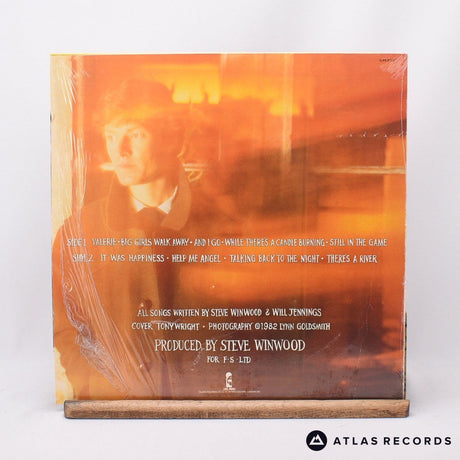 SIDE 1. VALERIE • BIG GIRLS WALK AWAY • AND I GO • WHILE THERES A CANDLE BURNING • STILL IN THE GAME
SIDE 2. IT WAS HAPPINESS • HELP ME ANGEL • TALKING BACK TO THE NIGHT • THERES A RIVER
ALL SONGS WRITTEN BY STEVE WINWOOD & WILL JENNINGS
COVER TONY WRIGHT • PHOTOGRAPHY ©1982 LYNN GOLDSMITH
PRODUCED BY STEVE WINWOOD
FOR F•S•LTD
ATLAS RECORDS